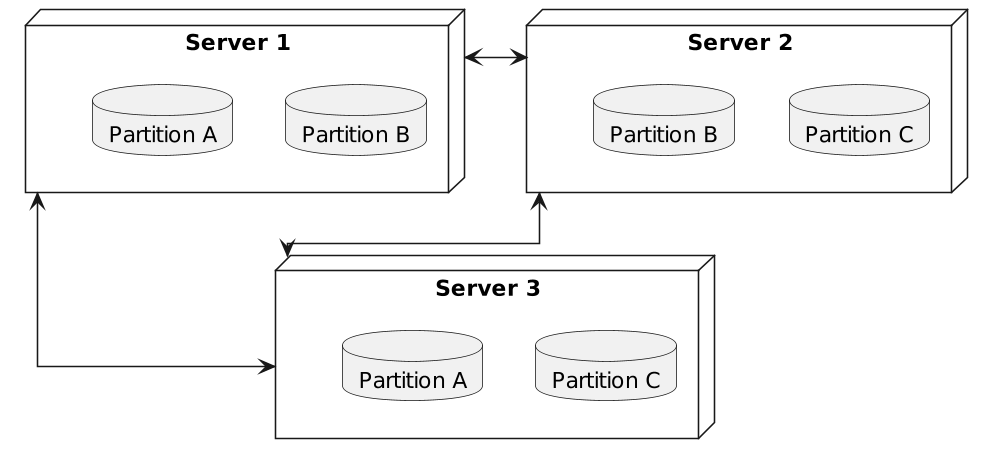 Server 1
Server 2
Partition A
Partition B
Partition B
Partition C
Server 3
Partition A
Partition C